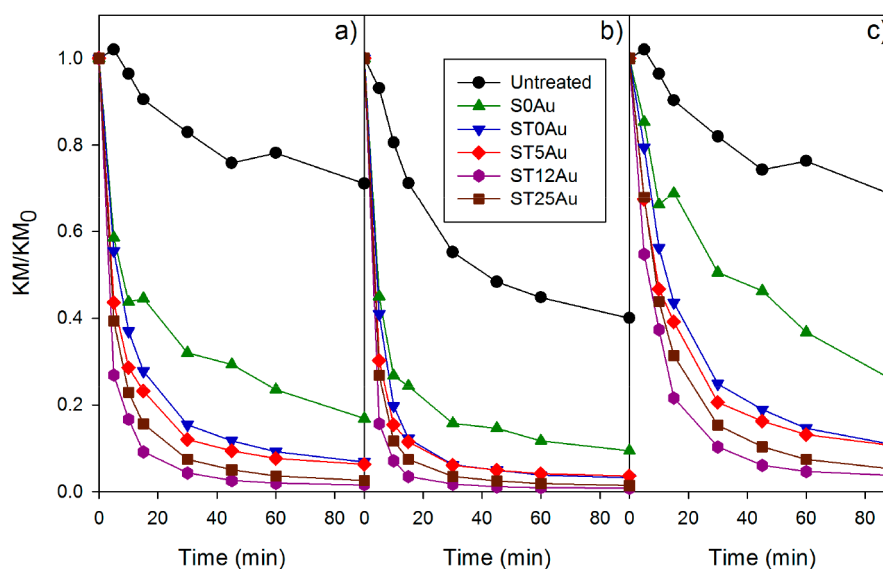 a)
b)
c)
Untreated
S0Au
ST0Au
ST5Au
ST12Au
ST25Au
KM/KM0
1.0
0.8
0.6
0.4
0.2
0.0
0 20 40 60 80 0 20 40 60 80 0 20 40 60 80
Time (min) Time (min) Time (min)